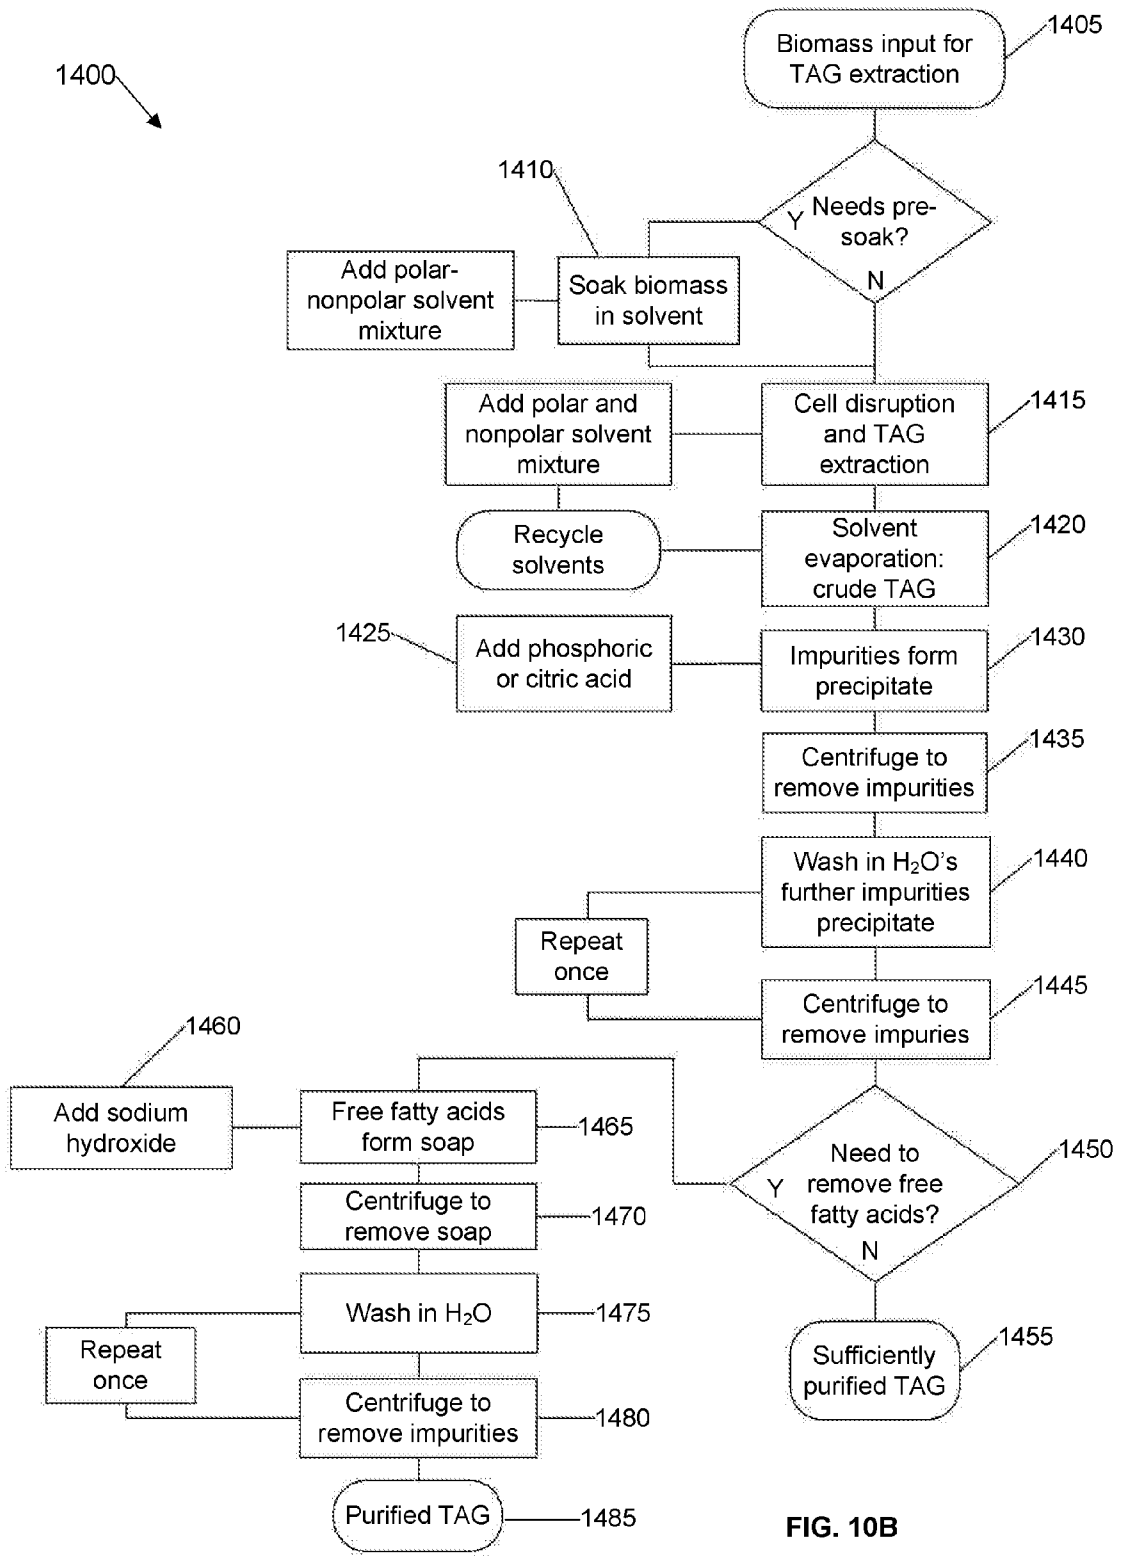 1405
Biomass input for
TAG extraction
1400
1410
Y
Needs pre-
soak?
N
Add polar-
nonpolar solvent
mixture
Soak biomass
in solvent
Add polar and
nonpolar solvent
mixture
Cell disruption
and TAG
extraction
1415
Recycle
solvents
Solvent
evaporation:
crude TAG
1420
1425
Add phosphoric
or citric acid
Impurities form
precipitate
1430
Centrifuge to
remove impurities
1435
Wash in H₂O's
further impurities
precipitate
1440
Repeat
once
Centrifuge to
remove impuries
1445
1460
Add sodium
hydroxide
Free fatty acids
form soap
1465
Y
Need to
remove free
fatty acids?
N
1450
Centrifuge to
remove soap
1470
Wash in H₂O
1475
Repeat
once
Sufficiently
purified TAG
1455
Centrifuge to
remove impurities
1480
Purified TAG
1485
FIG. 10B